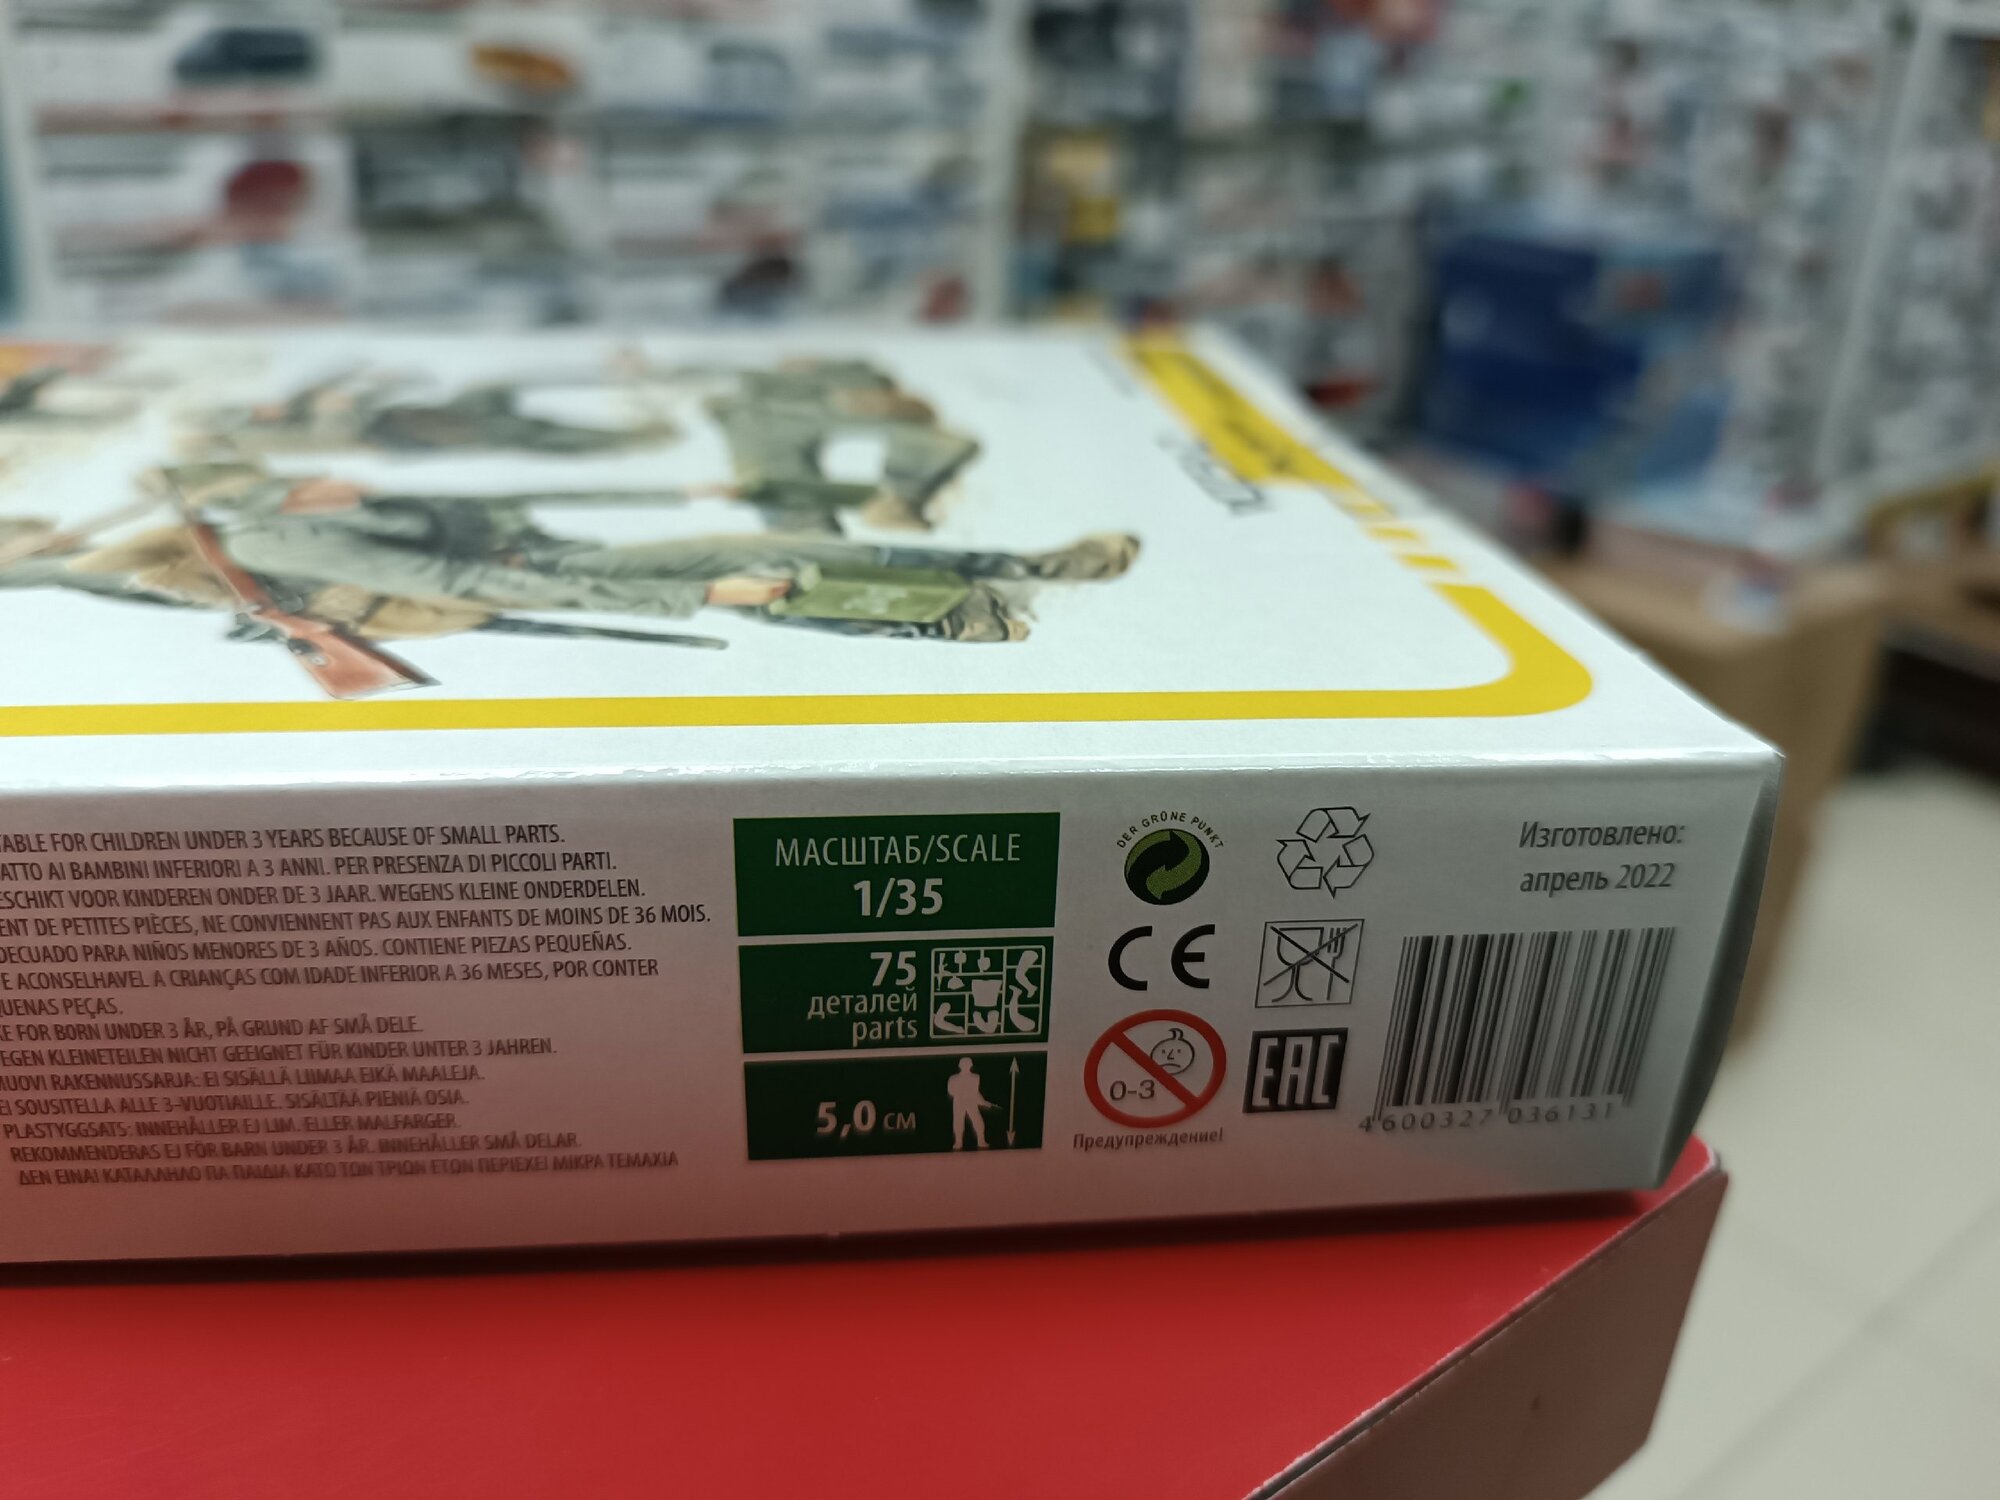 TABLE FOR CHILDREN UNDER 3 YEARS BECAUSE OF SMALL PARTS.
ATTO AI BAMBINI INFERIORI A 3 ANNI. PER PRESENZA DI PICCOLI PARTI.
ESCHIKT VOOR KINDEREN ONDER DE 3 JAAR. WEGENS KLEINE ONDERDELEN.
ENT DE PETITES PIÈCES, NE CONVIENNENT PAS AUX ENFANTS DE MOINS DE 36 MOIS.
DECUADO PARA NIÑOS MENORES DE 3 AÑOS. CONTIENE PIEZAS PEQUEÑAS.
E ACONSELHAVEL A CRIANÇAS COM IDADE INFERIOR A 36 MESES, POR CONTER
QUENAS PEÇAS.
KE FOR BORN UNDER 3 ÅR, PÅ GRUND AF SMÅ DELE.
EGEN KLEINETEILEN NICHT GEEIGNET FÜR KINDER UNTER 3 JAHREN.
MUOVI RAKENNUSSARJA: EI SISÄLLÄ LIIMAA EIKÄ MAALEJA.
EI SOUSITELLA ALLE 3-VUOTIAILLE. SISÄLTÄÄ PIENIÄ OSIA.
PLASTYGGSATS: INNEHÅLLER EJ LIM. ELLER MALFARGER.
REKOMMENDERAS EJ FÖR BARN UNDER 3 ÅR. INNEHÅLLER SMÅ DELAR.
ΔΕΝ ΕΙΝΑΙ ΚΑΤΑΛΛΗΛΟ ΓΙΑ ΠΑΙΔΙΑ ΚΑΤΩ ΤΩΝ ΤΡΙΩΝ ΕΤΩΝ ΠΕΡΙΕΧΕΙ ΜΙΚΡΑ ΤΕΜΑΧΙΑ
МАСШТАБ/SCALE
1/35
75
деталей
parts
5,0 см
DER GRÜNE PUNKT
CE
0-3
Предупреждение!
EAC
Изготовлено:
апрель 2022
4 600327 036131